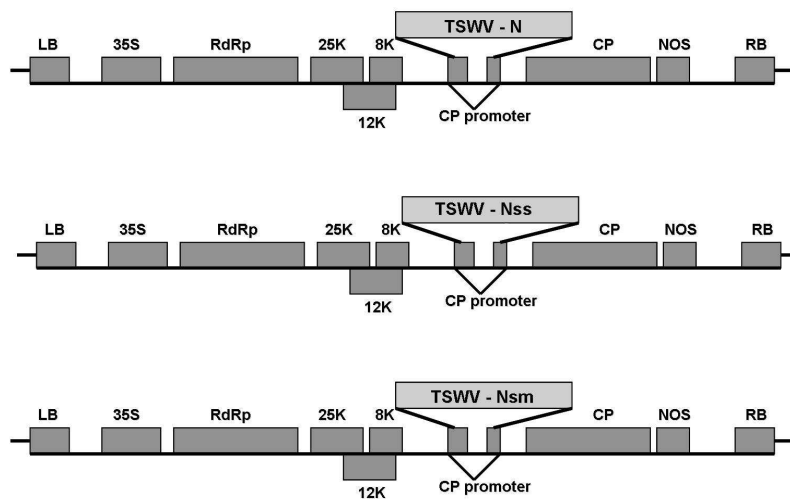 TSWV - N
LB 35S RdRp 25K 8K CP NOS RB
12K CP promoter
TSWV - Nss
LB 35S RdRp 25K 8K CP NOS RB
12K CP promoter
TSWV - Nsm
LB 35S RdRp 25K 8K CP NOS RB
12K CP promoter